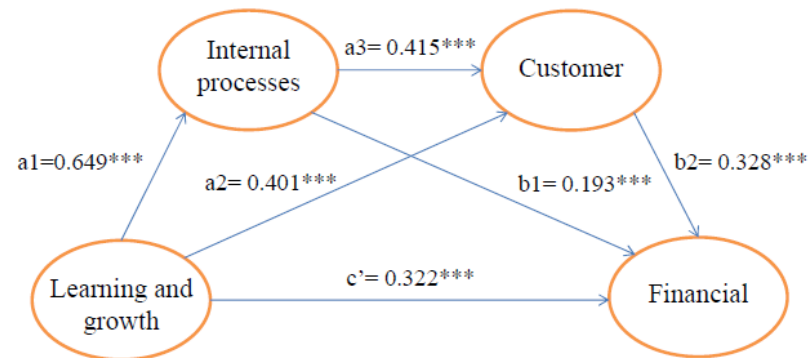 Internal
processes
a3= 0.415***
Customer
a1=0.649***
a2= 0.401***
b1= 0.193***
b2= 0.328***
Learning and
growth
c’= 0.322***
Financial